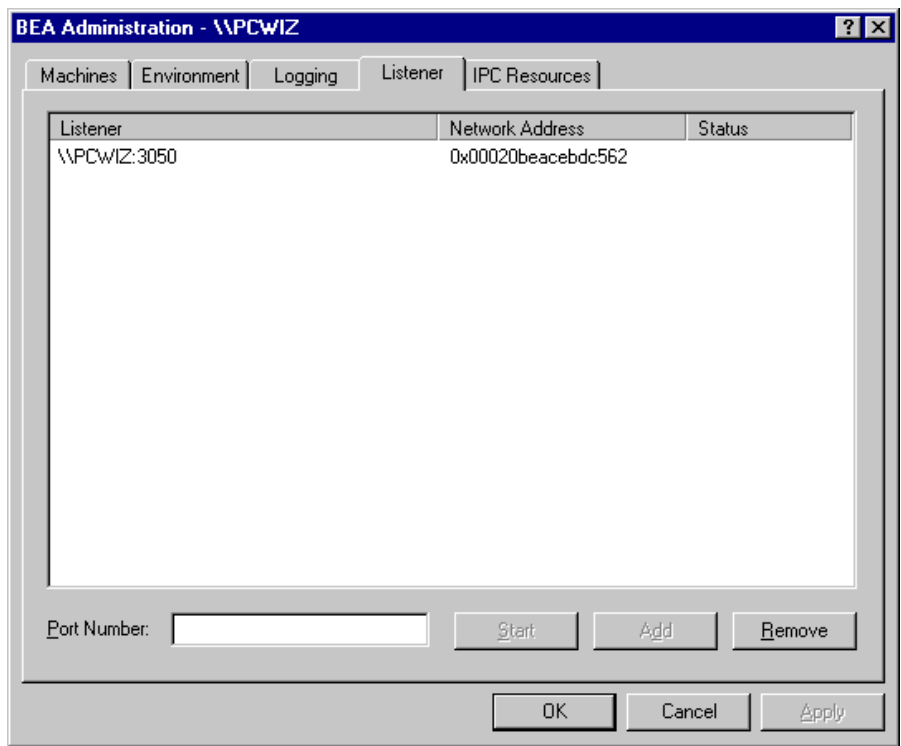 BEA Administration - \\PCWIZ
Machines Environment Logging Listener IPC Resources
Listener Network Address Status
\\PCWIZ:3050 0x00020beacebdc562
Port Number: Start Add Remove
OK Cancel Apply